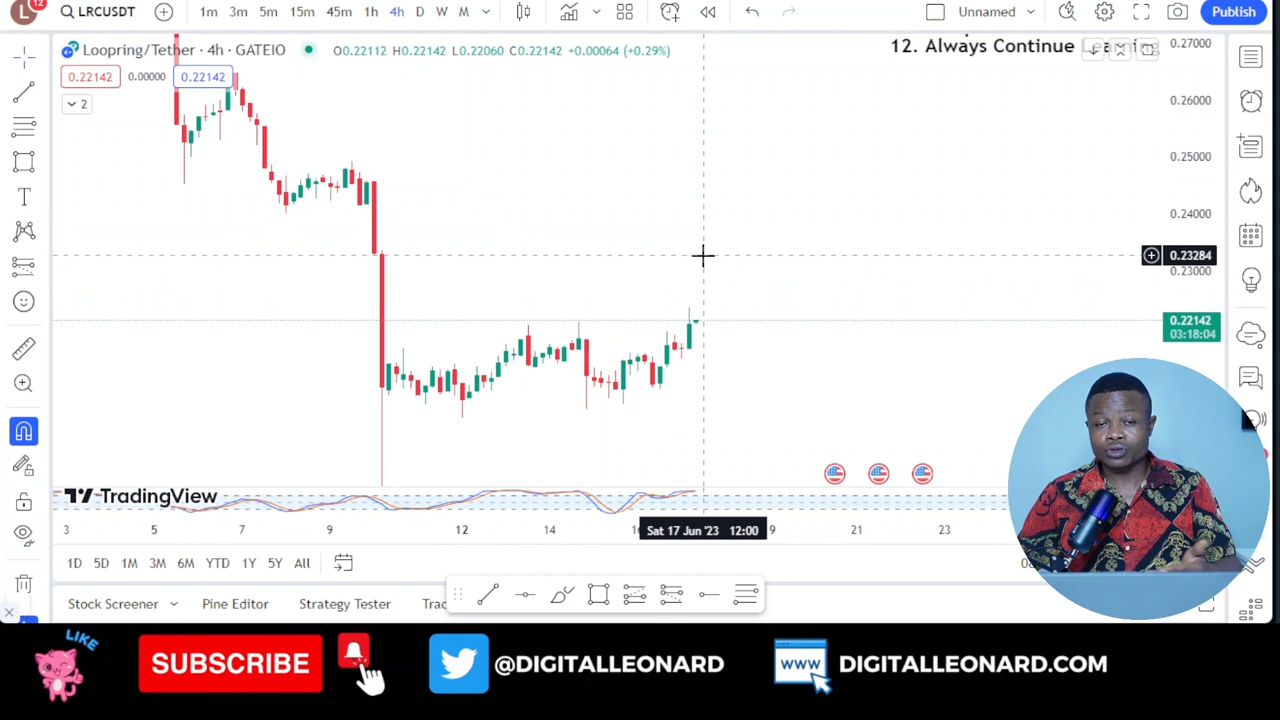 L 12 LRCUSDT 1m 3m 5m 15m 45m 1h 4h D W M Unnamed Publish
Loopring/Tether · 4h · GATEIO O0.22112 H0.22142 L0.22060 C0.22142 +0.00064 (+0.29%)
12. Always Continue Learning
0.22142 0.00000 0.22142
2
0.27000
0.26000
0.25000
0.24000
0.23284
0.23000
0.22142
03:18:04
TradingView
3 5 7 9 12 14 Sat 17 Jun '23 12:00 9 21 23
1D 5D 1M 3M 6M YTD 1Y 5Y All
Stock Screener Pine Editor Strategy Tester
LIKE
SUBSCRIBE
@DIGITALLEONARD
WWW
DIGITALLEONARD.COM